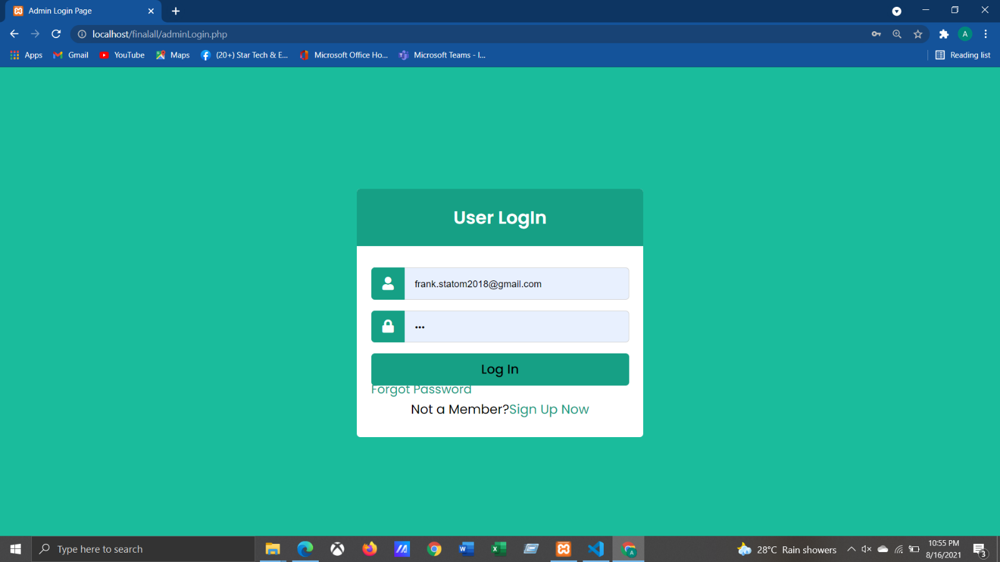 Admin Login Page
localhost/finalall/adminLogin.php
A
Apps Gmail YouTube Maps (20+) Star Tech & E... Microsoft Office Ho... Microsoft Teams - I... Reading list
User LogIn
frank.statom2018@gmail.com
•••
Log In
Forgot Password
Not a Member?Sign Up Now
Type here to search
28°C Rain showers
10:55 PM
8/16/2021
3